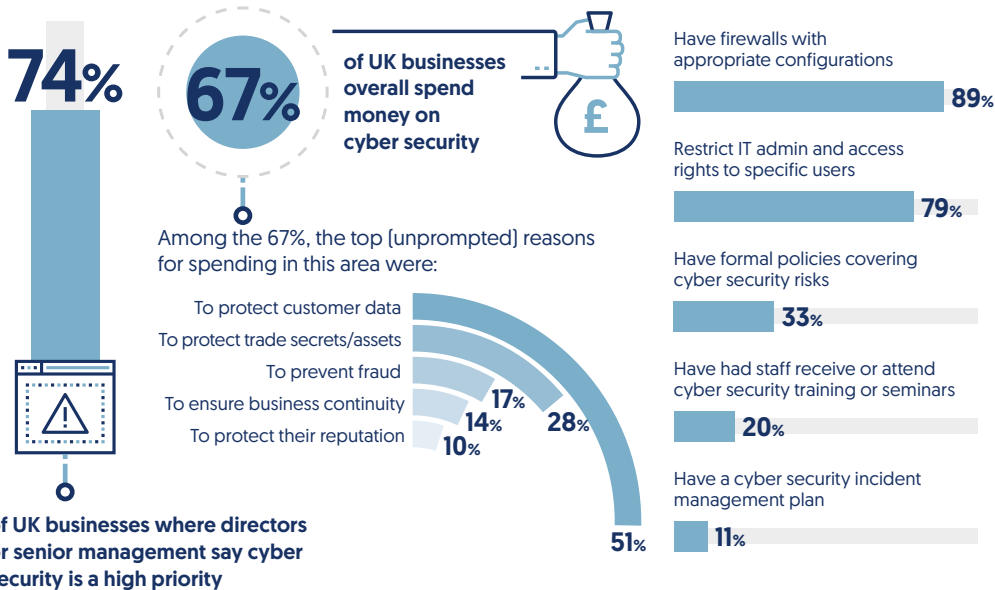 74%
of UK businesses where directors
or senior management say cyber
security is a high priority
67%
of UK businesses
overall spend
money on
cyber security
£
Among the 67%, the top (unprompted) reasons
for spending in this area were:
To protect customer data
51%
To protect trade secrets/assets
28%
To prevent fraud
17%
To ensure business continuity
14%
To protect their reputation
10%
Have firewalls with
appropriate configurations
89%
Restrict IT admin and access
rights to specific users
79%
Have formal policies covering
cyber security risks
33%
Have had staff receive or attend
cyber security training or seminars
20%
Have a cyber security incident
management plan
11%